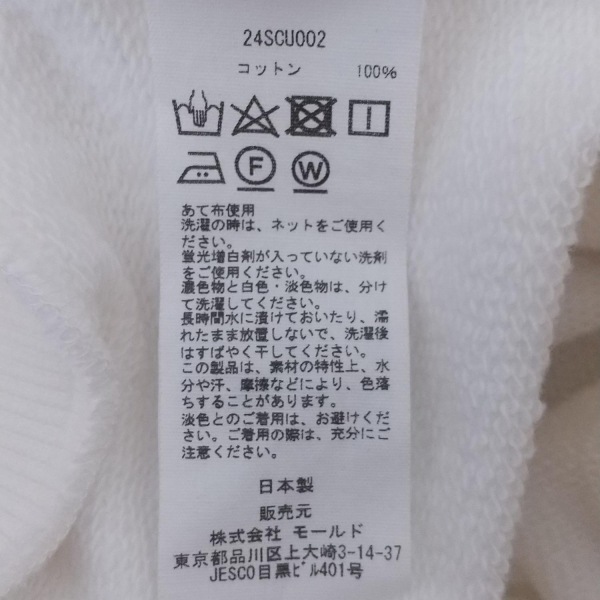 24SCU002
コットン 100%
F W
あて布使用
洗濯の時は、ネットをご使用く
ださい。
蛍光増白剤が入っていない洗剤
をご使用ください。
濃色物と白色・淡色物は、分け
て洗濯してください。
長時間水に漬けておいたり、濡
れたまま放置しないで、洗濯後
はすばやく干してください。
この製品は、素材の特性上、水
分や汗、摩擦などにより、色落
ちすることがあります。
淡色とのご着用は、お避けくだ
さい。ご着用の際は、充分にご
注意ください。
日本製
販売元
株式会社 モールド
東京都品川区上大崎3-14-37
JESCO目黒ビル401号